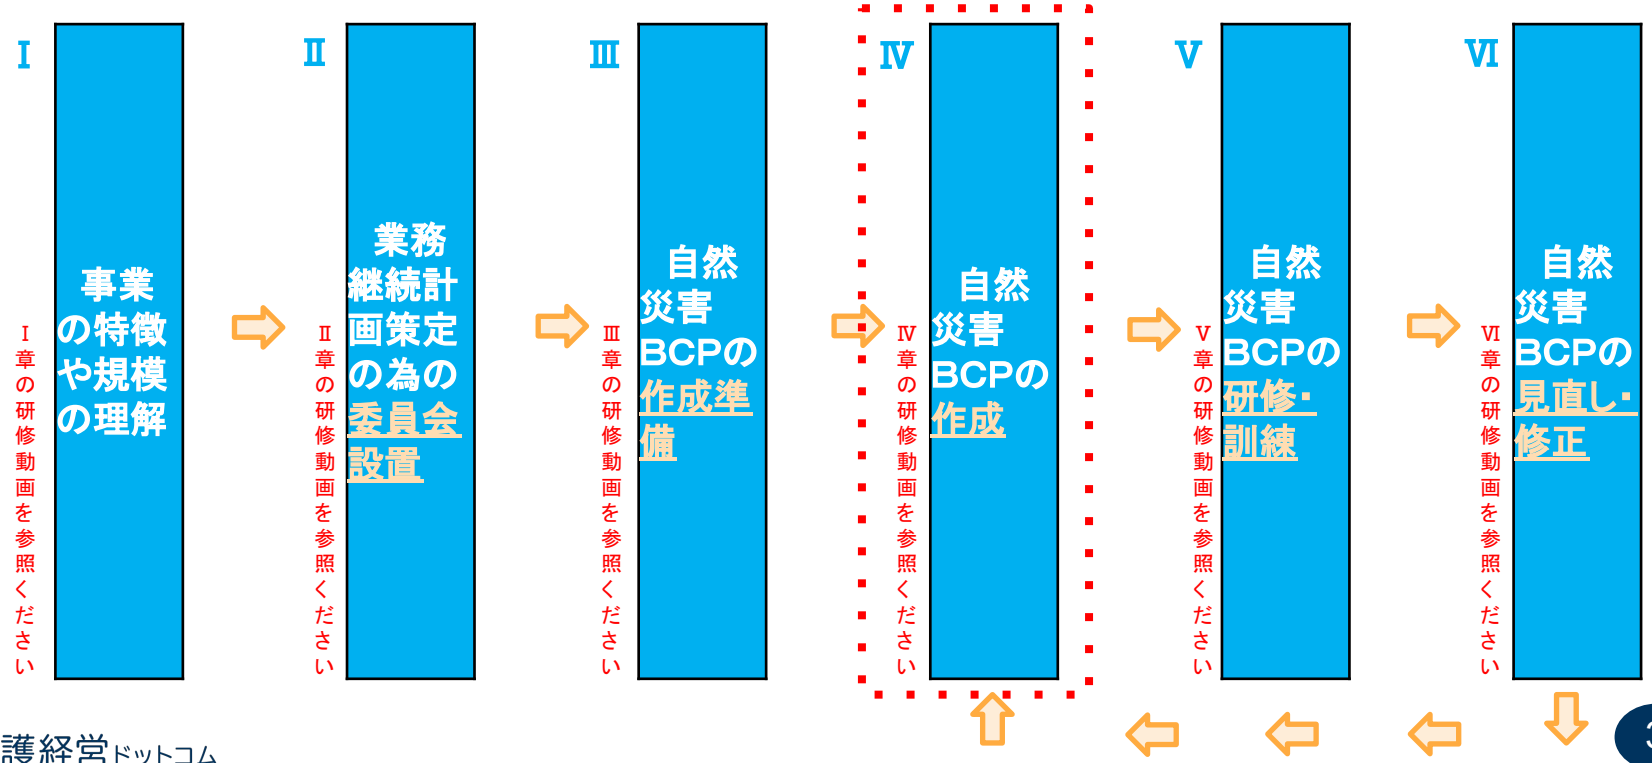 Ⅰ
事業
の特徴
や規模
の理解
Ⅰ章の研修動画を参照ください
Ⅱ
業務
継続計
画策定
の為の
委員会
設置
Ⅱ章の研修動画を参照ください
Ⅲ
自然
災害
BCPの
作成準
備
Ⅲ章の研修動画を参照ください
Ⅳ
自然
災害
BCPの
作成
Ⅳ章の研修動画を参照ください
Ⅴ
自然
災害
BCPの
研修・
訓練
Ⅴ章の研修動画を参照ください
Ⅵ
自然
災害
BCPの
見直し・
修正
Ⅵ章の研修動画を参照ください
護経営ドットコム
3